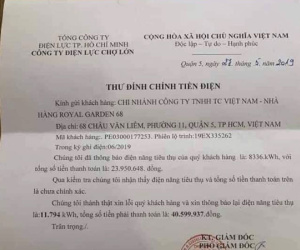 TỔNG CÔNG TY
ĐIỆN LỰC TP. HỒ CHÍ MINH
CÔNG TY ĐIỆN LỰC CHỢ LỚN
CỘNG HÒA XÃ HỘI CHỦ NGHĨA VIỆT NAM
Độc lập – Tự do – Hạnh phúc
Quận 5, ngày 28 tháng 5 /2019
THƯ ĐÍNH CHÍNH TIỀN ĐIỆN
Kính gửi khách hàng: CHI NHÁNH CÔNG TY TNHH TC VIỆT NAM - NHÀ
HÀNG ROYAL GARDEN 68
Địa chỉ: 68 CHÂU VĂN LIÊM, PHƯỜNG 11, QUẬN 5, TP HCM, VIỆT NAM
Mã khách hàng: PE03000177253. Phiên lộ trình:19EX335262
Trong kỳ ghi điện:06/2019
Chúng tôi đã thông báo điện năng tiêu thụ của quý khách hàng là: 8336 kWh, với
tổng số tiền thanh toán là: 23,950.648. đồng.
Qua kiểm tra chúng tôi nhận thấy điện năng tiêu thụ và tổng số tiền thanh toán trên là
chưa chính xác.
Chúng tôi thành thật xin lỗi quý khách hàng và xin thông báo lại điện năng tiêu thụ
là:11.794 kWh, tổng số tiền phải thanh toán là: 40.599.937. đồng.
Trân trọng./.
KT. GIÁM ĐỐC
PHÓ GIÁM ĐỐC